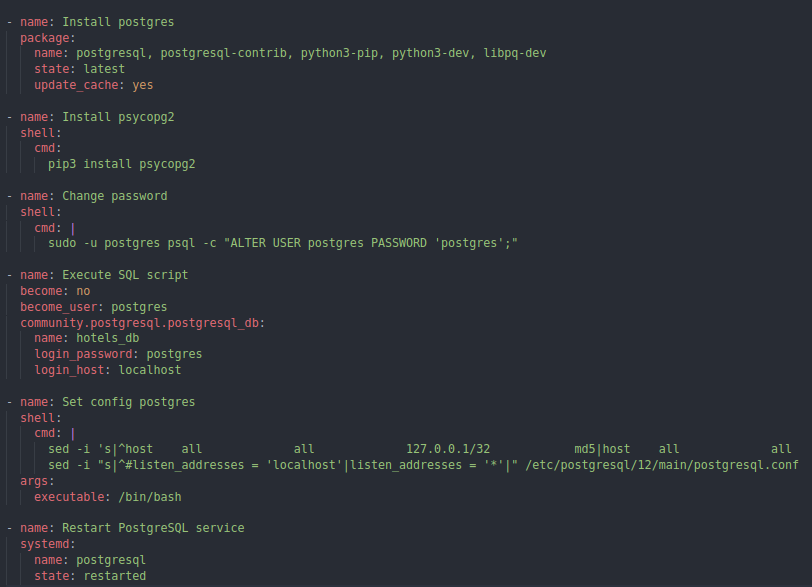 - name: Install postgres
  package:
    name: postgresql, postgresql-contrib, python3-pip, python3-dev, libpq-dev
    state: latest
    update_cache: yes

- name: Install psycopg2
  shell:
    cmd:
      pip3 install psycopg2

- name: Change password
  shell:
    cmd: |
      sudo -u postgres psql -c "ALTER USER postgres PASSWORD 'postgres';"

- name: Execute SQL script
  become: no
  become_user: postgres
  community.postgresql.postgresql_db:
    name: hotels_db
    login_password: postgres
    login_host: localhost

- name: Set config postgres
  shell:
    cmd: |
      sed -i 's|^host    all             all             127.0.0.1/32            md5|host    all             all
      sed -i "s|^#listen_addresses = 'localhost'|listen_addresses = '*'|" /etc/postgresql/12/main/postgresql.conf
  args:
    executable: /bin/bash

- name: Restart PostgreSQL service
  systemd:
    name: postgresql
    state: restarted